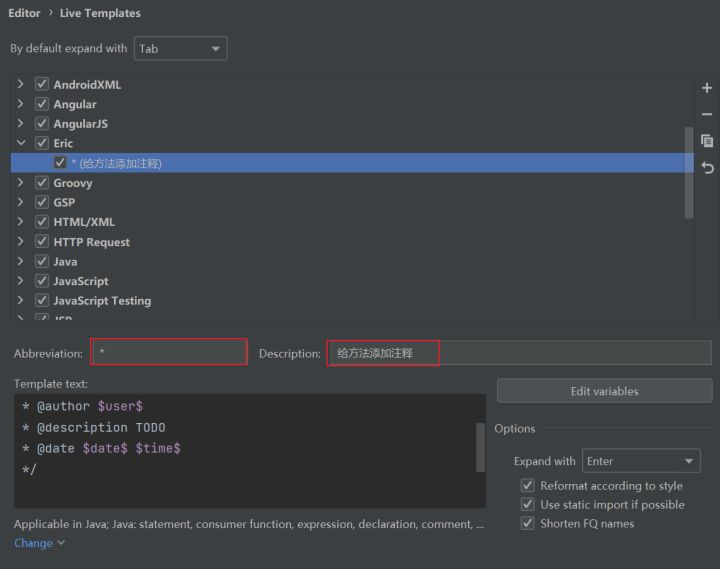 Editor › Live Templates
By default expand with Tab
AndroidXML
Angular
AngularJS
Eric
* (给方法添加注释)
Groovy
GSP
HTML/XML
HTTP Request
Java
JavaScript
JavaScript Testing
JSP
Abbreviation: * Description: 给方法添加注释
Template text:
Edit variables
* @author $user$
* @description TODO
* @date $date$ $time$
*/
Options
Expand with Enter
Reformat according to style
Use static import if possible
Shorten FQ names
Applicable in Java; Java: statement, consumer function, expression, declaration, comment, ...
Change